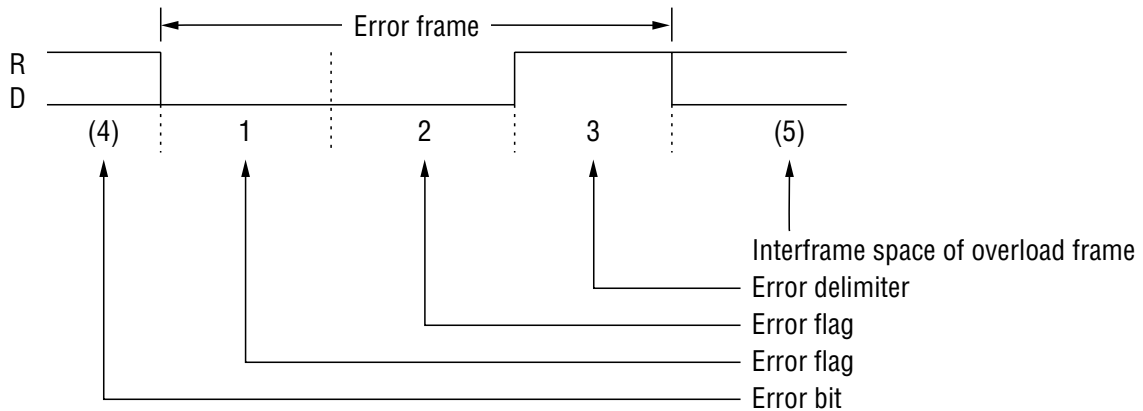 Error frame
R
D
(4) 1 2 3 (5)
Interframe space of overload frame
Error delimiter
Error flag
Error flag
Error bit